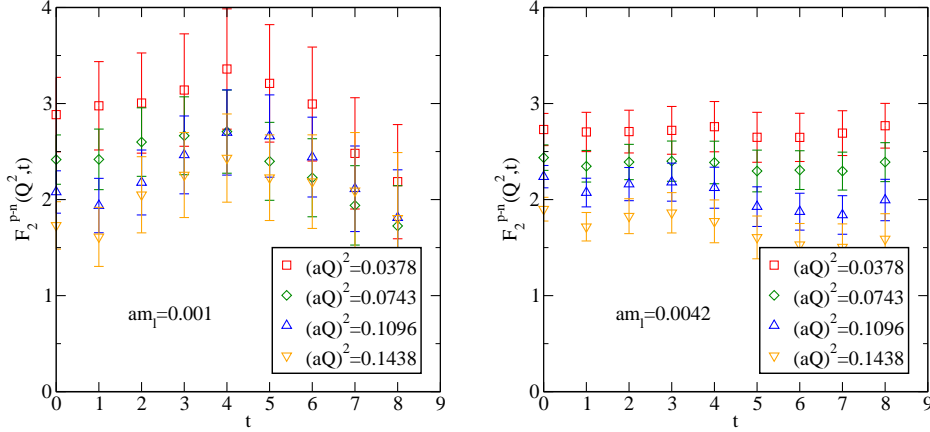 4
3
2
1
0
F₂ᵖ⁻ⁿ(Q²,t)
0 1 2 3 4 5 6 7 8 9
t
am_l=0.001
(aQ)²=0.0378
(aQ)²=0.0743
(aQ)²=0.1096
(aQ)²=0.1438
4
3
2
1
0
F₂ᵖ⁻ⁿ(Q²,t)
0 1 2 3 4 5 6 7 8 9
t
am_l=0.0042
(aQ)²=0.0378
(aQ)²=0.0743
(aQ)²=0.1096
(aQ)²=0.1438